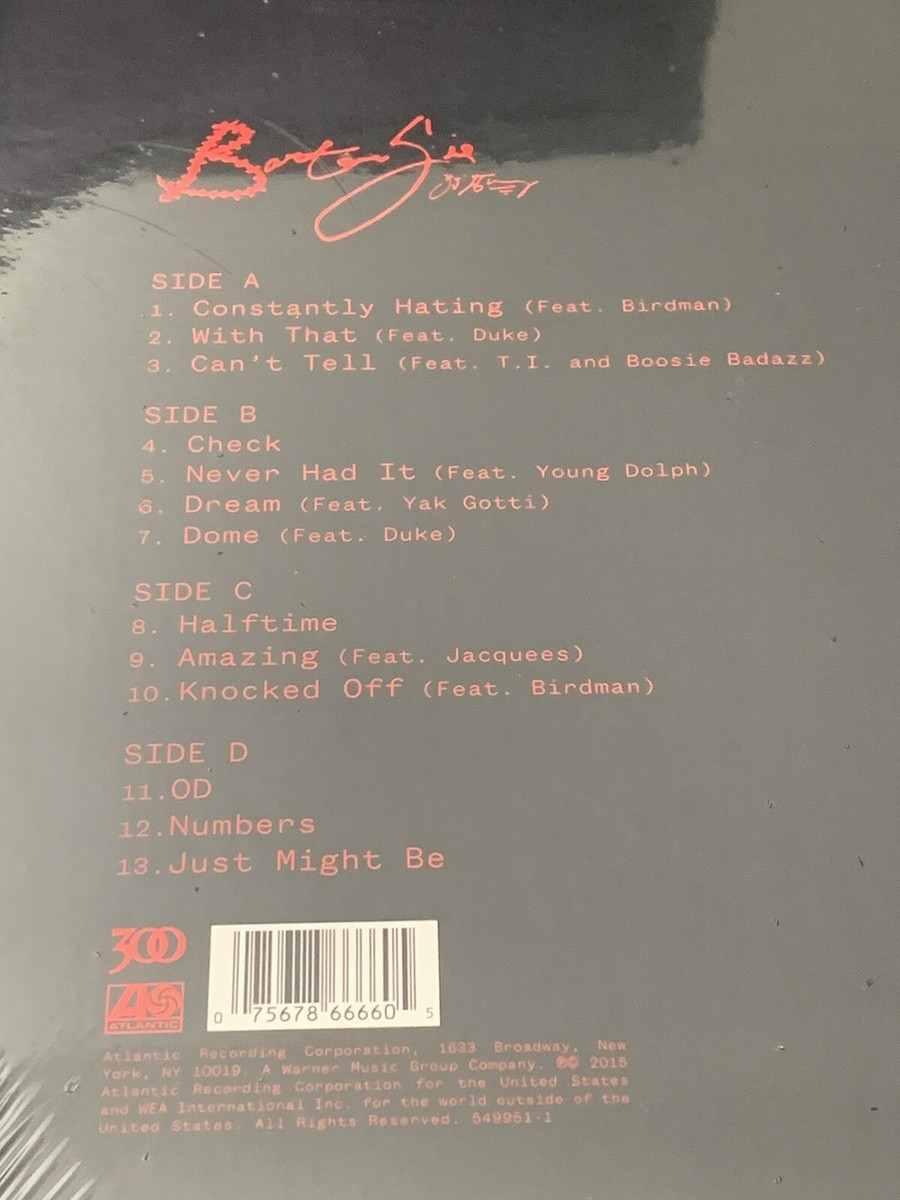 Barter Six
SIDE A
1. Constantly Hating (Feat. Birdman)
2. With That (Feat. Duke)
3. Can't Tell (Feat. T.I. and Boosie Badazz)
SIDE B
4. Check
5. Never Had It (Feat. Young Dolph)
6. Dream (Feat. Yak Gotti)
7. Dome (Feat. Duke)
SIDE C
8. Halftime
9. Amazing (Feat. Jacquees)
10. Knocked Off (Feat. Birdman)
SIDE D
11. OD
12. Numbers
13. Just Might Be
300
ATLANTIC
0 75678 66660 5
Atlantic Recording Corporation, 1633 Broadway, New
York, NY 10019. A Warner Music Group Company. ℗© 2015
Atlantic Recording Corporation for the United States
and WEA International Inc. for the world outside of the
United States. All Rights Reserved. 549951-1